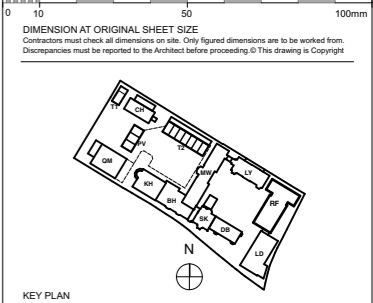 0 10 50 100mm
DIMENSION AT ORIGINAL SHEET SIZE
Contractors must check all dimensions on site. Only figured dimensions are to be worked from.
Discrepancies must be reported to the Architect before proceeding.© This drawing is Copyright
T1
CH
PV
T2
QM
MW
LY
KH
BH
RF
SK
DB
LD
N
KEY PLAN